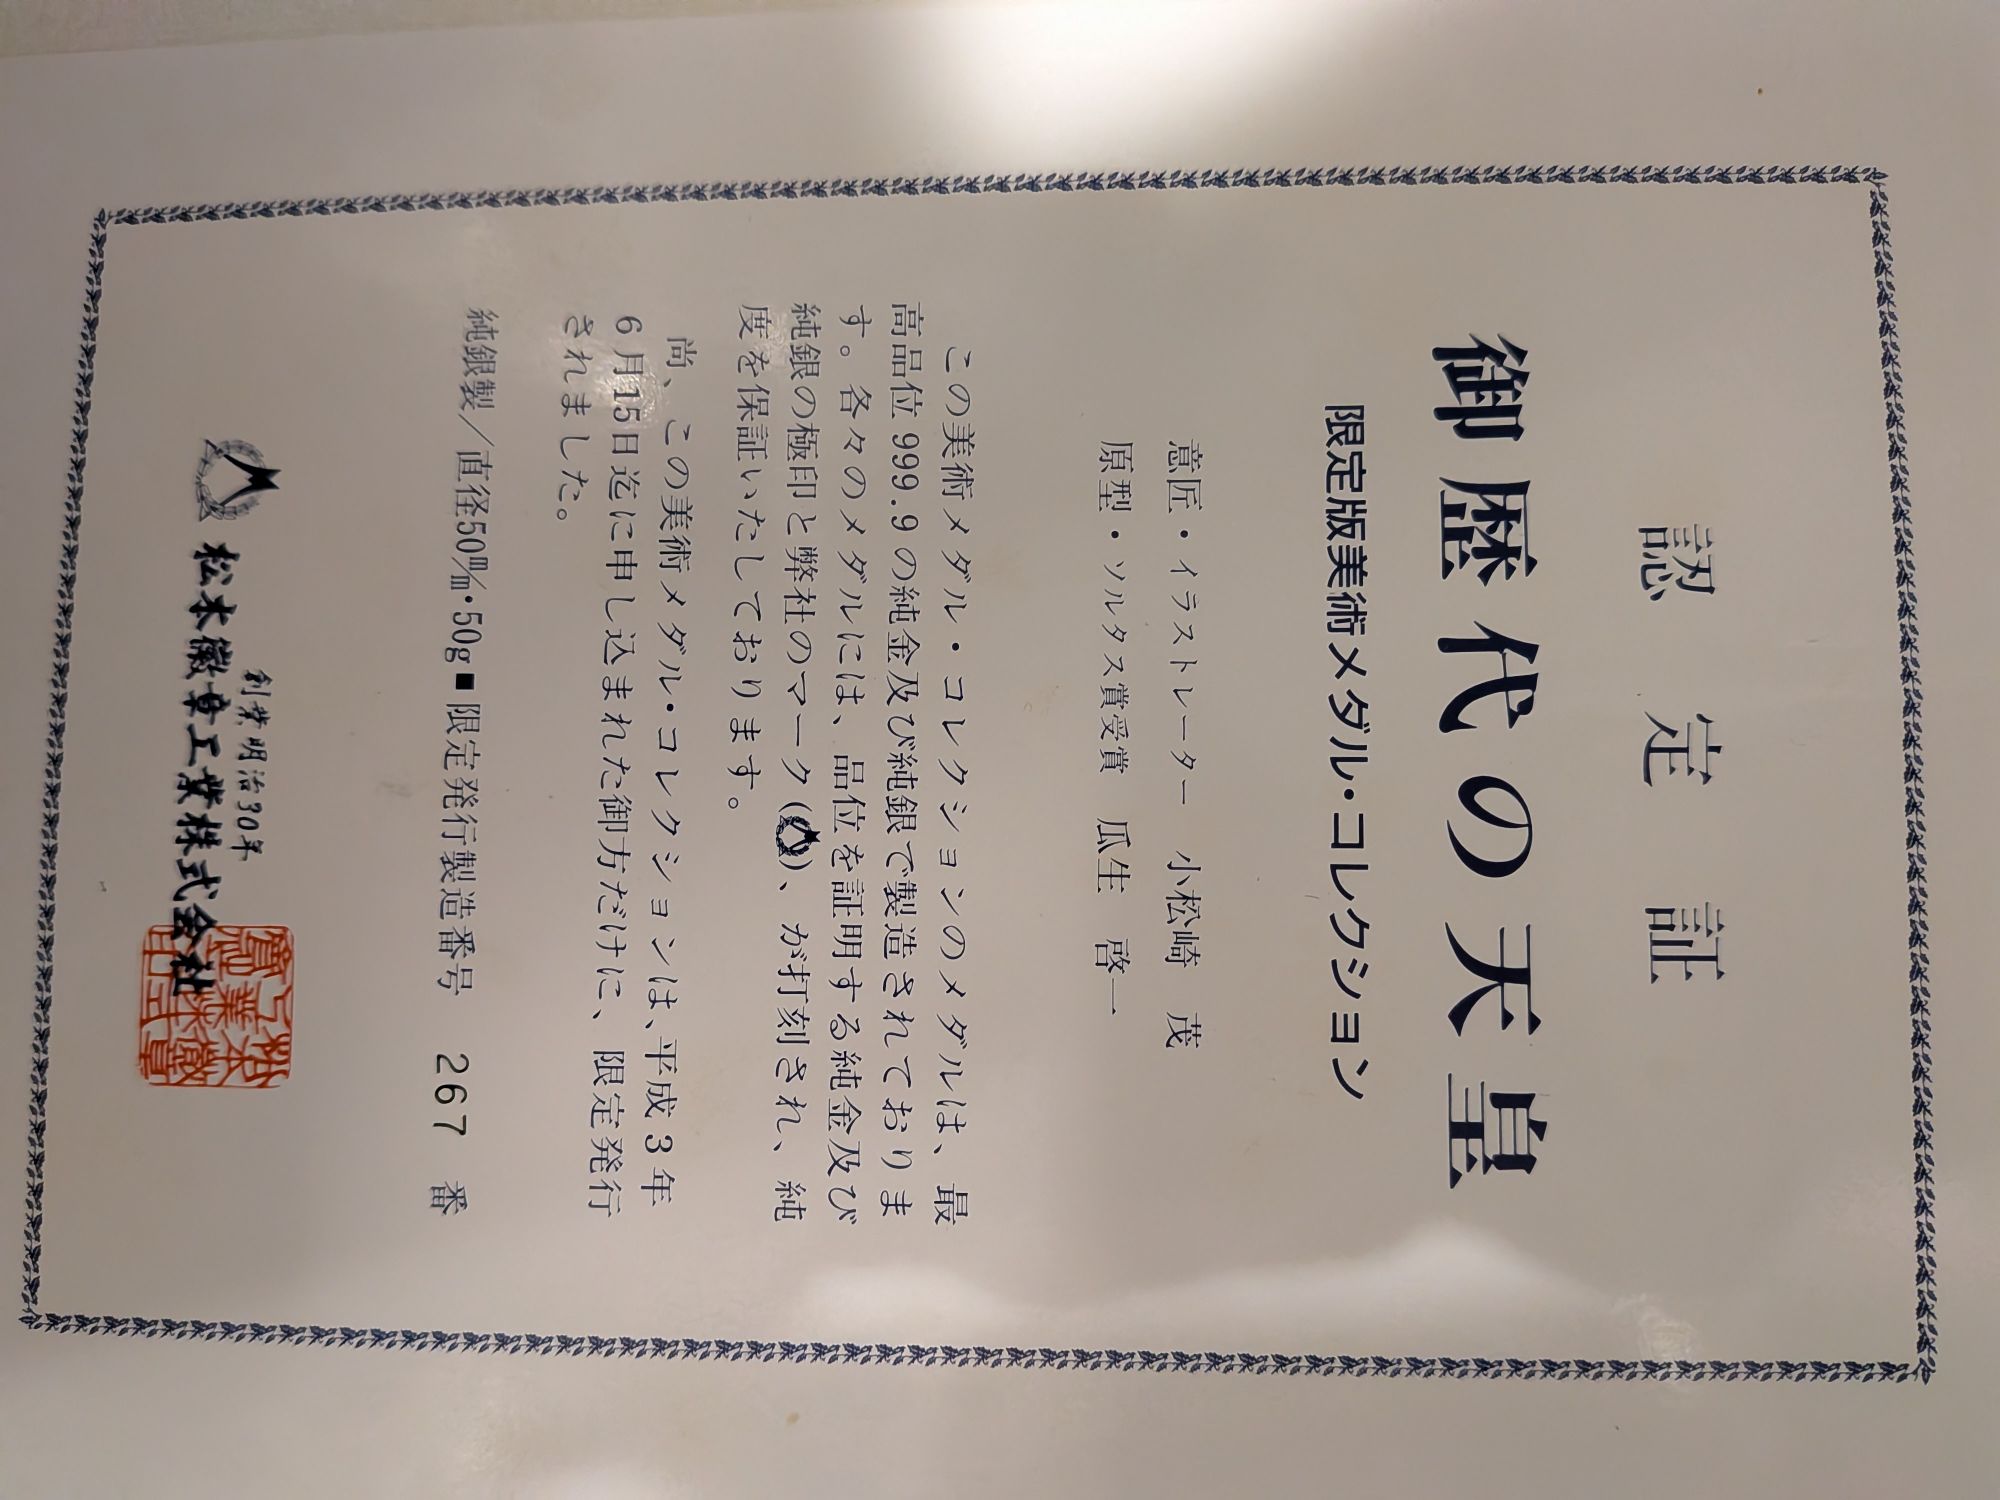 認定証
御歴代の天皇
限定版美術メダル・コレクション
意匠・イラストレーター 小松崎 茂
原型・ソルタス賞受賞 瓜生 啓一
この美術メダル・コレクションのメダルは、最
高品位999.9の純金及び純銀で製造されておりま
す。各々のメダルには、品位を証明する純金及び
純銀の極印と弊社のマーク( )、が打刻され、純
度を保証いたしております。
尚、この美術メダル・コレクションは、平成3年
6月15日迄に申し込まれた御方だけに、限定発行
されました。
純銀製/直径50m/m・50g■限定発行製造番号 267 番
創業明治30年
松本徽章工業株式会社